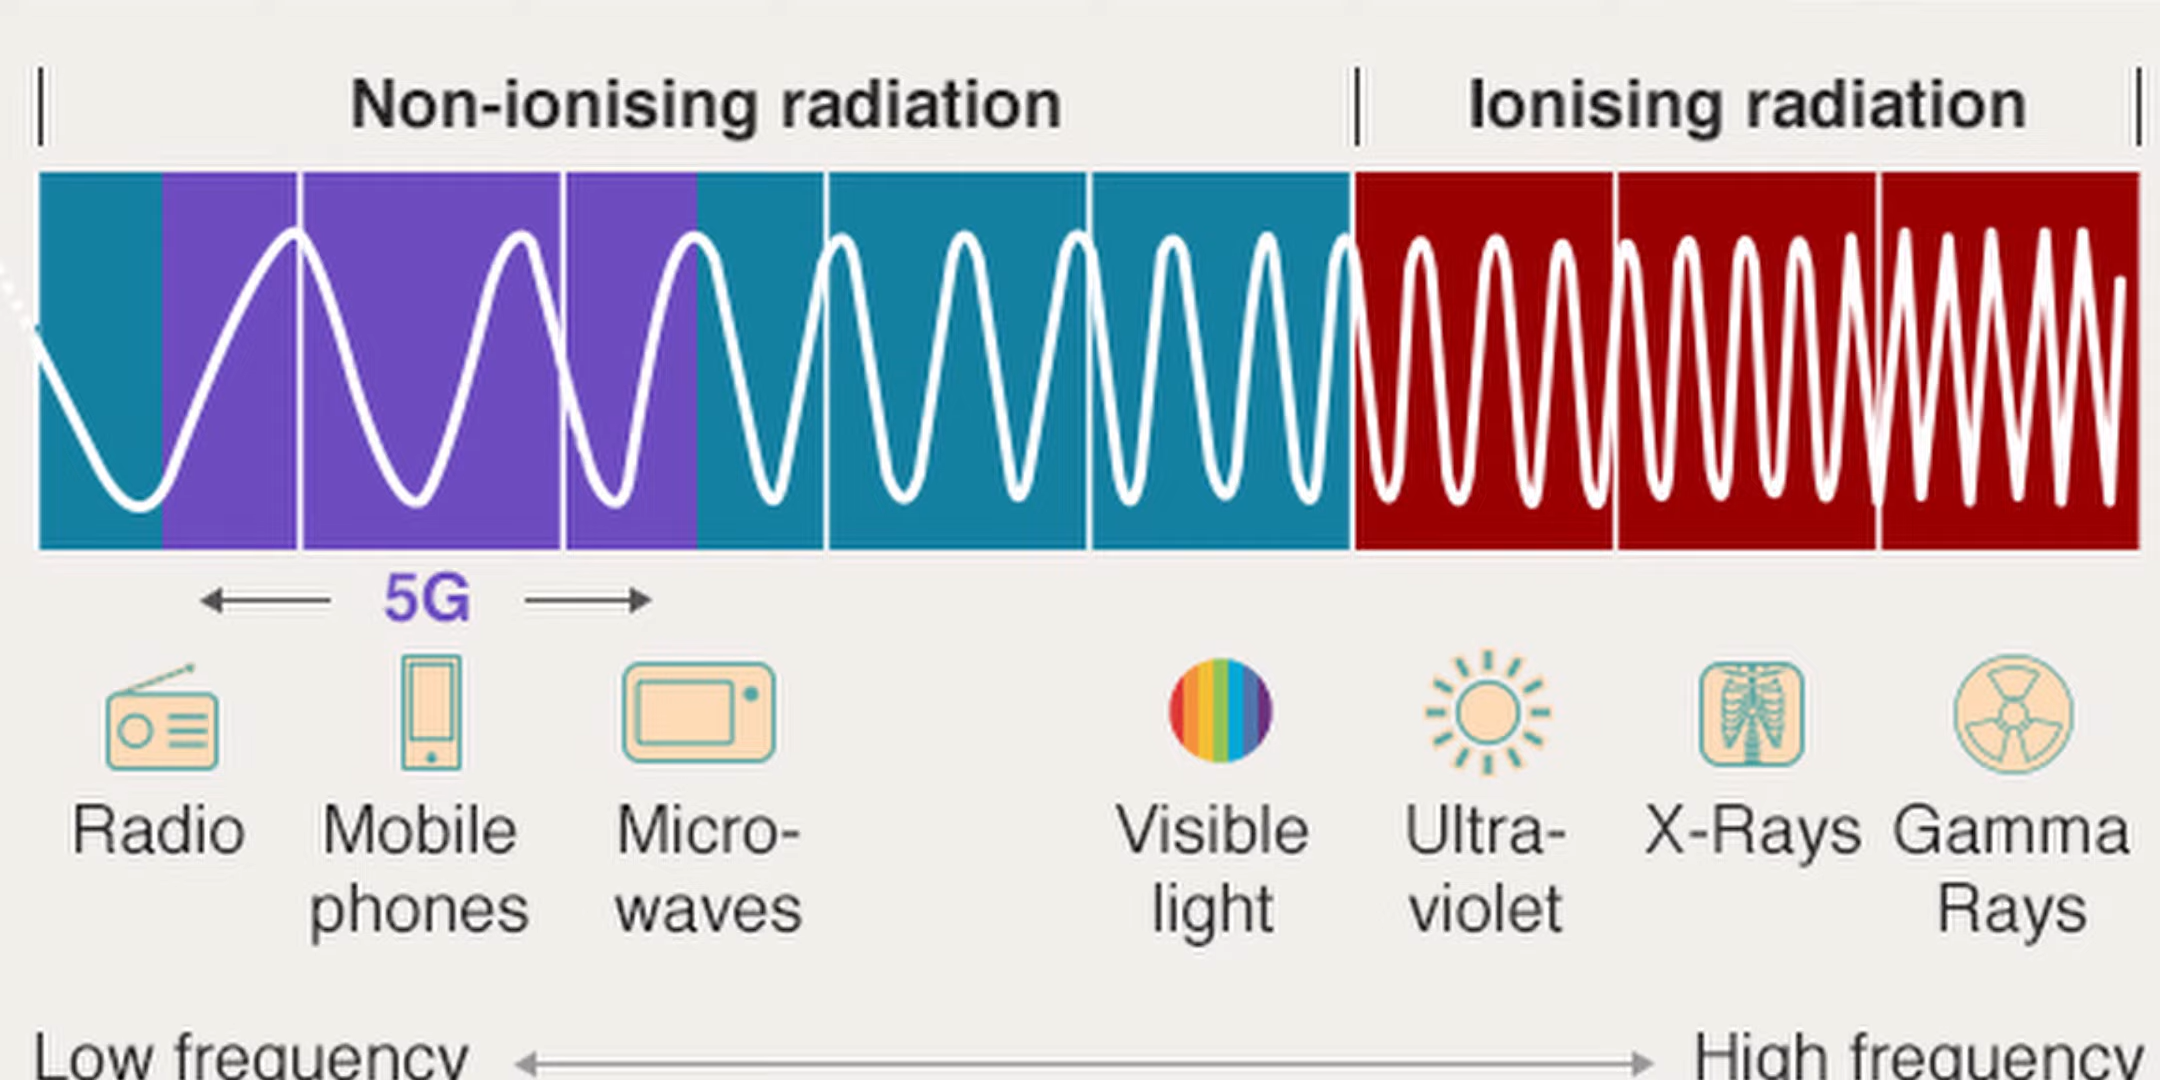 Non-ionising radiation
Ionising radiation
5G
Radio
Mobile
phones
Micro-
waves
Visible
light
Ultra-
violet
X-Rays
Gamma
Rays
Low frequency
High frequency